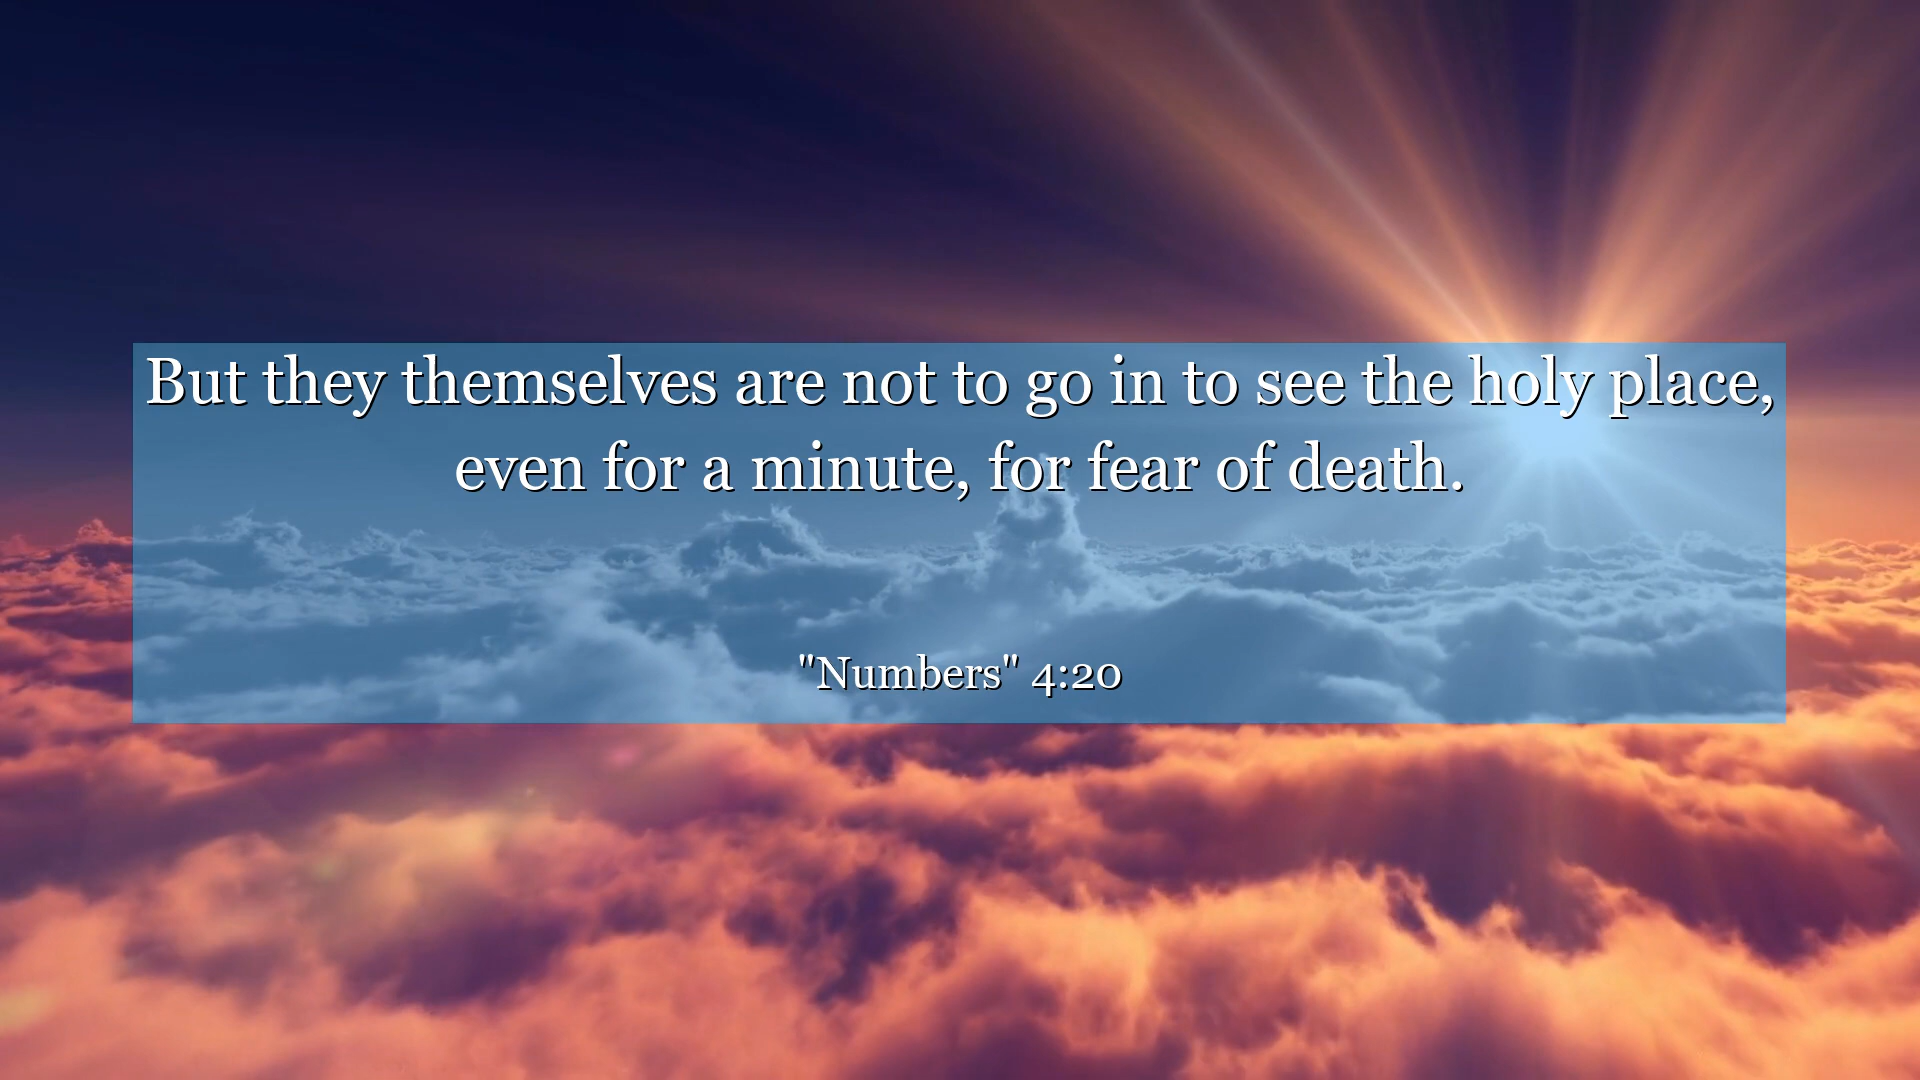 But they themselves are not to go in to see the holy place,
even for a minute, for fear of death.
"Numbers" 4:20